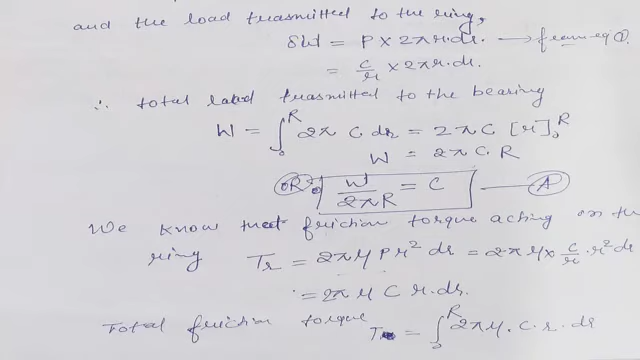 and the load transmitted to the ring,
δW = P × 2πr.dr. → from eq ①.
= C/r × 2πr.dr.
∴ total load transmitted to the bearing
W = ∫₀ᴿ 2π C.dr = 2πC [r]₀ᴿ
W = 2πC.R
OR: W/2πR = C — Ⓐ
We know that friction torque acting on the
ring Tr = 2πμ P r² dr = 2πμ × C/r . r² dr
= 2πμ C r.dr.
Total friction torque T = ∫₀ᴿ 2πμ . C . r . dr